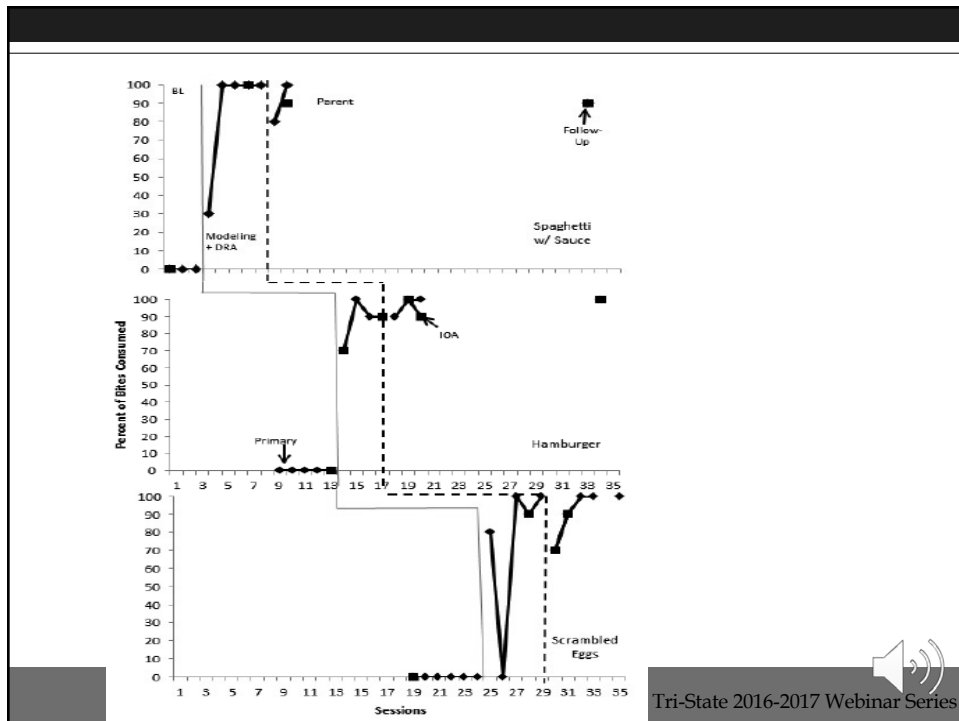 Percent of Bites Consumed
100
90
80
70
60
50
40
30
20
10
0
BL
Parent
Follow-
Up
Modeling
+ DRA
Spaghetti
w/ Sauce
100
90
80
70
60
50
40
30
20
10
0
IOA
Primary
Hamburger
1 3 5 7 9 11 13 15 17 19 21 23 25 27 29 31 33 35
100
90
80
70
60
50
40
30
20
10
0
Scrambled
Eggs
1 3 5 7 9 11 13 15 17 19 21 23 25 27 29 31 33 35
Sessions
Tri-State 2016-2017 Webinar Series